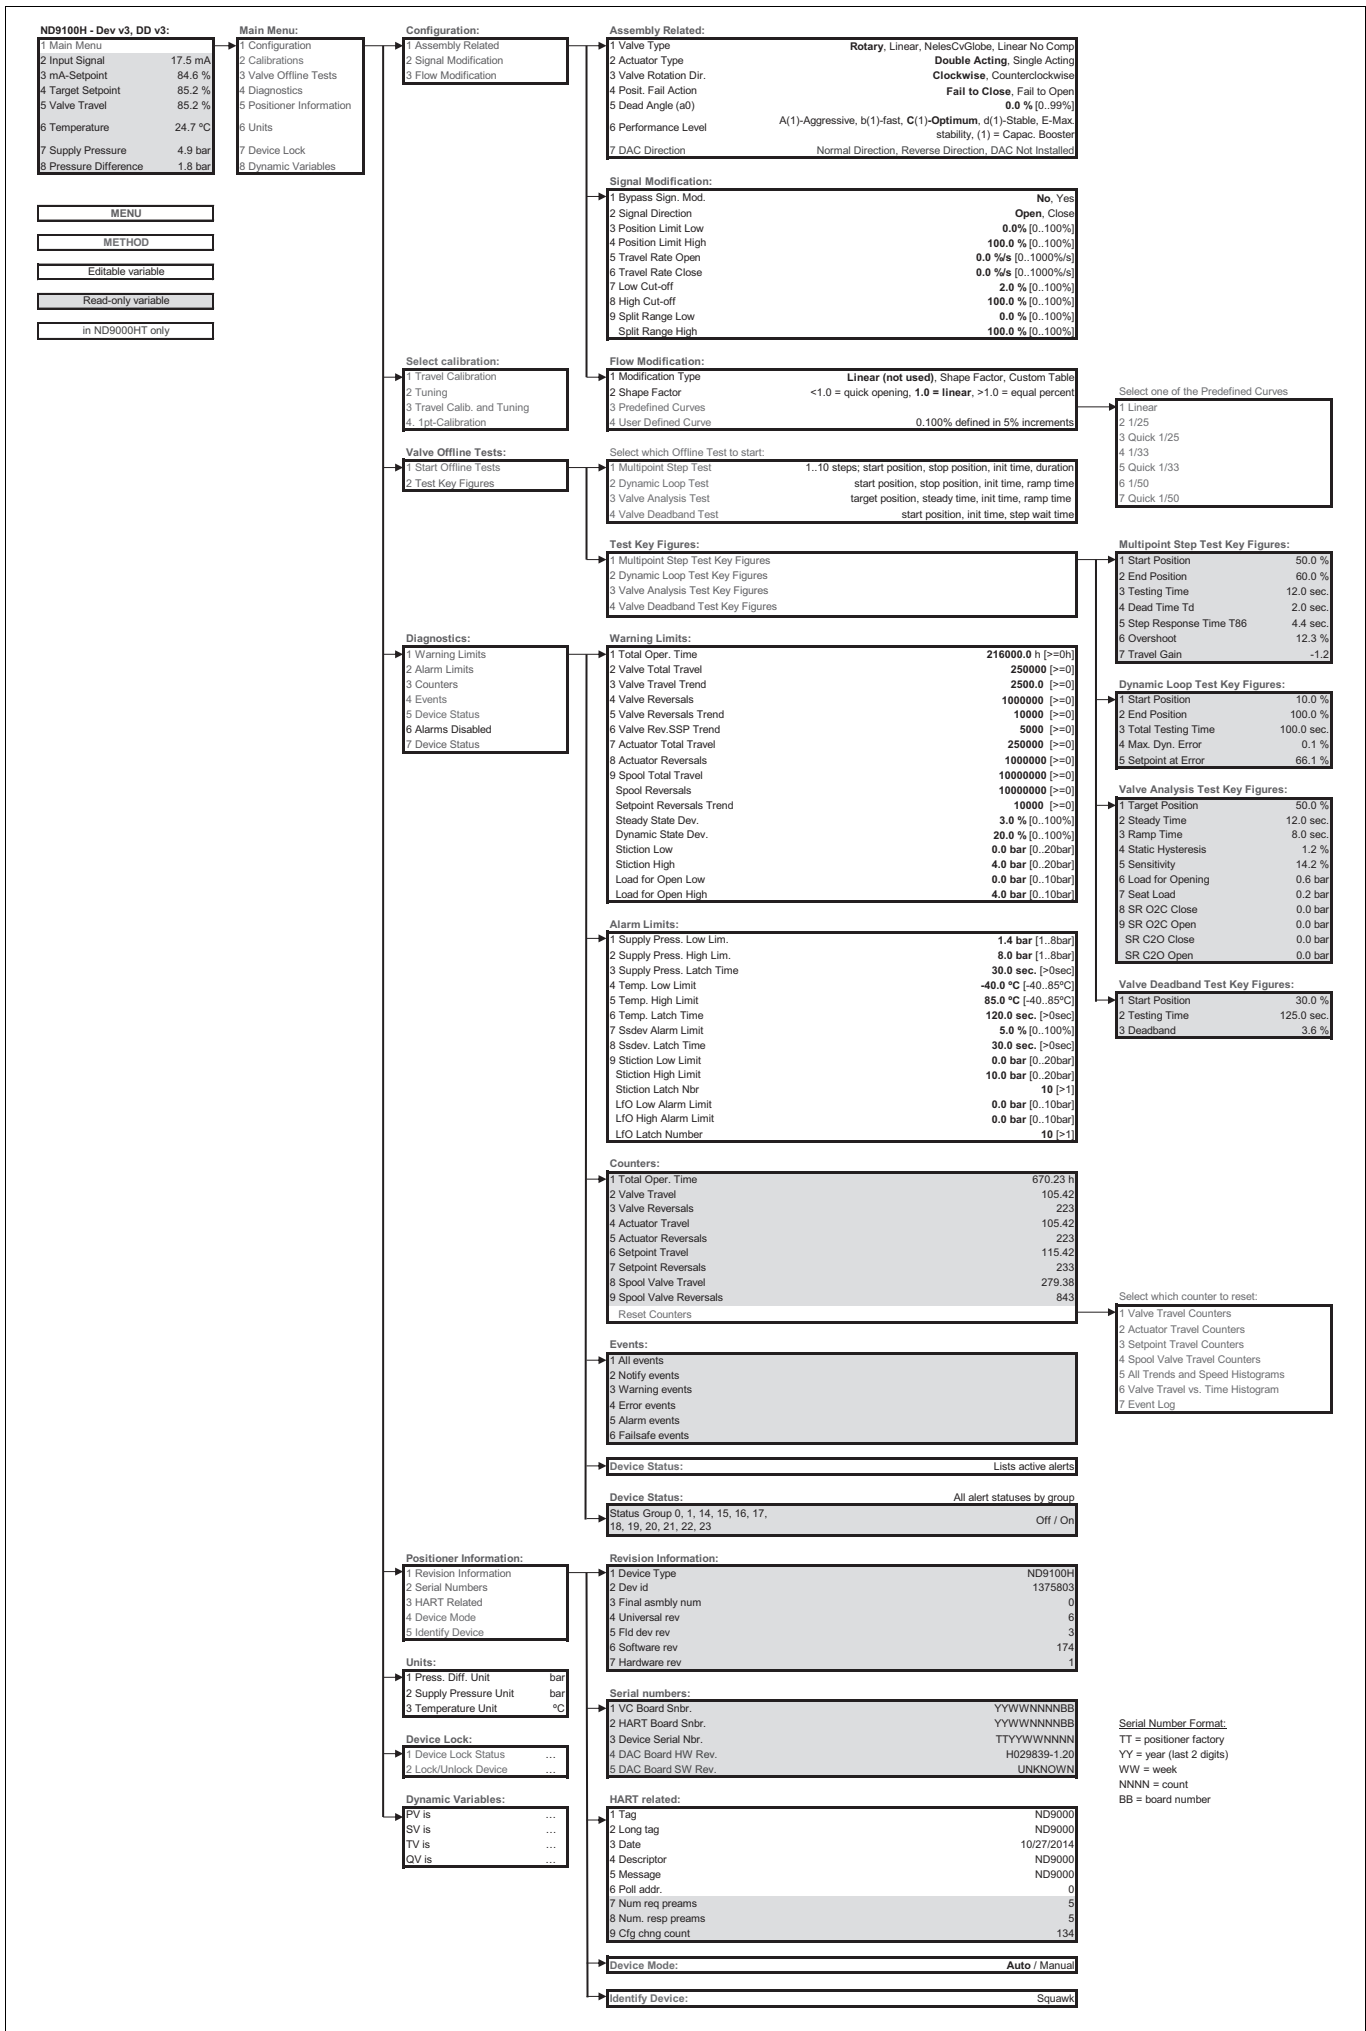 ND9100H - Dev v3, DD v3:
1 Main Menu
2 Input Signal 17.5 mA
3 mA-Setpoint 84.6 %
4 Target Setpoint 85.2 %
5 Valve Travel 85.2 %
6 Temperature 24.7 ºC
7 Supply Pressure 4.9 bar
8 Pressure Difference 1.8 bar
MENU
METHOD
Editable variable
Read-only variable
in ND9000HT only
Main Menu:
1 Configuration
2 Calibrations
3 Valve Offline Tests
4 Diagnostics
5 Positioner Information
6 Units
7 Device Lock
8 Dynamic Variables
Configuration:
1 Assembly Related
2 Signal Modification
3 Flow Modification
Assembly Related:
1 Valve Type Rotary, Linear, NelesCvGlobe, Linear No Comp
2 Actuator Type Double Acting, Single Acting
3 Valve Rotation Dir. Clockwise, Counterclockwise
4 Posit. Fail Action Fail to Close, Fail to Open
5 Dead Angle (a0) 0.0 % [0..99%]
6 Performance Level A(1)-Aggressive, b(1)-fast, C(1)-Optimum, d(1)-Stable, E-Max.
stability, (1) = Capac. Booster
7 DAC Direction Normal Direction, Reverse Direction, DAC Not Installed
Signal Modification:
1 Bypass Sign. Mod. No, Yes
2 Signal Direction Open, Close
3 Position Limit Low 0.0% [0..100%]
4 Position Limit High 100.0 % [0..100%]
5 Travel Rate Open 0.0 %/s [0..1000%/s]
6 Travel Rate Close 0.0 %/s [0..1000%/s]
7 Low Cut-off 2.0 % [0..100%]
8 High Cut-off 100.0 % [0..100%]
9 Split Range Low 0.0 % [0..100%]
Split Range High 100.0 % [0..100%]
Select calibration:
1 Travel Calibration
2 Tuning
3 Travel Calib. and Tuning
4. 1pt-Calibration
Flow Modification:
1 Modification Type Linear (not used), Shape Factor, Custom Table
2 Shape Factor <1.0 = quick opening, 1.0 = linear, >1.0 = equal percent
3 Predefined Curves
4 User Defined Curve 0.100% defined in 5% increments
Select one of the Predefined Curves
1 Linear
2 1/25
3 Quick 1/25
4 1/33
5 Quick 1/33
6 1/50
7 Quick 1/50
Valve Offline Tests:
1 Start Offline Tests
2 Test Key Figures
Select which Offline Test to start:
1 Multipoint Step Test 1..10 steps; start position, stop position, init time, duration
2 Dynamic Loop Test start position, stop position, init time, ramp time
3 Valve Analysis Test target position, steady time, init time, ramp time
4 Valve Deadband Test start position, init time, step wait time
Test Key Figures:
1 Multipoint Step Test Key Figures
2 Dynamic Loop Test Key Figures
3 Valve Analysis Test Key Figures
4 Valve Deadband Test Key Figures
Multipoint Step Test Key Figures:
1 Start Position 50.0 %
2 End Position 60.0 %
3 Testing Time 12.0 sec.
4 Dead Time Td 2.0 sec.
5 Step Response Time T86 4.4 sec.
6 Overshoot 12.3 %
7 Travel Gain -1.2
Dynamic Loop Test Key Figures:
1 Start Position 10.0 %
2 End Position 100.0 %
3 Total Testing Time 100.0 sec.
4 Max. Dyn. Error 0.1 %
5 Setpoint at Error 66.1 %
Valve Analysis Test Key Figures:
1 Target Position 50.0 %
2 Steady Time 12.0 sec.
3 Ramp Time 8.0 sec.
4 Static Hysteresis 1.2 %
5 Sensitivity 14.2 %
6 Load for Opening 0.6 bar
7 Seat Load 0.2 bar
8 SR O2C Close 0.0 bar
9 SR O2C Open 0.0 bar
SR C2O Close 0.0 bar
SR C2O Open 0.0 bar
Valve Deadband Test Key Figures:
1 Start Position 30.0 %
2 Testing Time 125.0 sec.
3 Deadband 3.6 %
Diagnostics:
1 Warning Limits
2 Alarm Limits
3 Counters
4 Events
5 Device Status
6 Alarms Disabled
7 Device Status
Warning Limits:
1 Total Oper. Time 216000.0 h [>=0h]
2 Valve Total Travel 250000 [>=0]
3 Valve Travel Trend 2500.0 [>=0]
4 Valve Reversals 1000000 [>=0]
5 Valve Reversals Trend 10000 [>=0]
6 Valve Rev.SSP Trend 5000 [>=0]
7 Actuator Total Travel 250000 [>=0]
8 Actuator Reversals 1000000 [>=0]
9 Spool Total Travel 10000000 [>=0]
Spool Reversals 10000000 [>=0]
Setpoint Reversals Trend 10000 [>=0]
Steady State Dev. 3.0 % [0..100%]
Dynamic State Dev. 20.0 % [0..100%]
Stiction Low 0.0 bar [0..20bar]
Stiction High 4.0 bar [0..20bar]
Load for Open Low 0.0 bar [0..10bar]
Load for Open High 4.0 bar [0..10bar]
Alarm Limits:
1 Supply Press. Low Lim. 1.4 bar [1..8bar]
2 Supply Press. High Lim. 8.0 bar [1..8bar]
3 Supply Press. Latch Time 30.0 sec. [>0sec]
4 Temp. Low Limit -40.0 ºC [-40..85ºC]
5 Temp. High Limit 85.0 ºC [-40..85ºC]
6 Temp. Latch Time 120.0 sec. [>0sec]
7 Ssdev Alarm Limit 5.0 % [0..100%]
8 Ssdev. Latch Time 30.0 sec. [>0sec]
9 Stiction Low Limit 0.0 bar [0..20bar]
Stiction High Limit 10.0 bar [0..20bar]
Stiction Latch Nbr 10 [>1]
LfO Low Alarm Limit 0.0 bar [0..10bar]
LfO High Alarm Limit 0.0 bar [0..10bar]
LfO Latch Number 10 [>1]
Counters:
1 Total Oper. Time 670.23 h
2 Valve Travel 105.42
3 Valve Reversals 223
4 Actuator Travel 105.42
5 Actuator Reversals 223
6 Setpoint Travel 115.42
7 Setpoint Reversals 233
8 Spool Valve Travel 279.38
9 Spool Valve Reversals 843
Reset Counters
Select which counter to reset:
1 Valve Travel Counters
2 Actuator Travel Counters
3 Setpoint Travel Counters
4 Spool Valve Travel Counters
5 All Trends and Speed Histograms
6 Valve Travel vs. Time Histogram
7 Event Log
Events:
1 All events
2 Notify events
3 Warning events
4 Error events
5 Alarm events
6 Failsafe events
Device Status: Lists active alerts
Device Status: All alert statuses by group
Status Group 0, 1, 14, 15, 16, 17,
18, 19, 20, 21, 22, 23 Off / On
Positioner Information:
1 Revision Information
2 Serial Numbers
3 HART Related
4 Device Mode
5 Identify Device
Revision Information:
1 Device Type ND9100H
2 Dev id 1375803
3 Final asmbly num 0
4 Universal rev 6
5 Fld dev rev 3
6 Software rev 174
7 Hardware rev 1
Units:
1 Press. Diff. Unit bar
2 Supply Pressure Unit bar
3 Temperature Unit ºC
Serial numbers:
1 VC Board Snbr. YYWWNNNNBB
2 HART Board Snbr. YYWWNNNNBB
3 Device Serial Nbr. TTYYWWNNNN
4 DAC Board HW Rev. H029839-1.20
5 DAC Board SW Rev. UNKNOWN
Serial Number Format:
TT = positioner factory
YY = year (last 2 digits)
WW = week
NNNN = count
BB = board number
Device Lock:
1 Device Lock Status ...
2 Lock/Unlock Device ...
Dynamic Variables:
PV is ...
SV is ...
TV is ...
QV is ...
HART related:
1 Tag ND9000
2 Long tag ND9000
3 Date 10/27/2014
4 Descriptor ND9000
5 Message ND9000
6 Poll addr. 0
7 Num req preams 5
8 Num. resp preams 5
9 Cfg chng count 134
Device Mode: Auto / Manual
Identify Device: Squawk